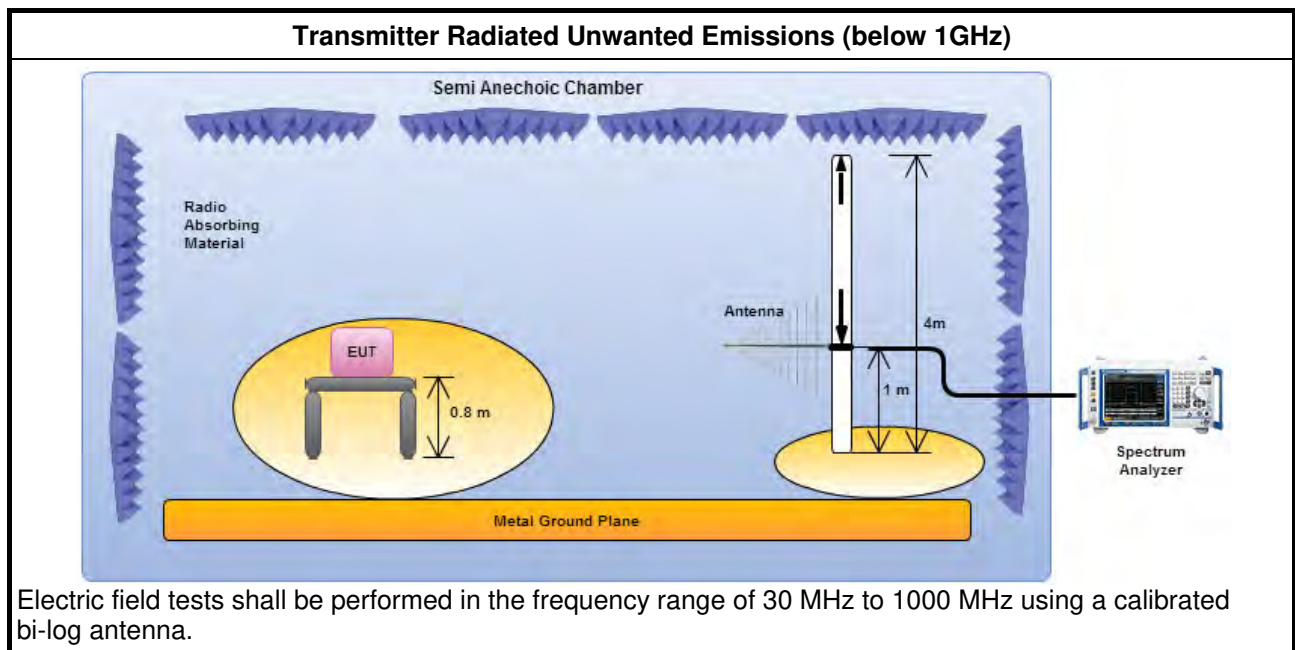 Transmitter Radiated Unwanted Emissions (below 1GHz)
Semi Anechoic Chamber
Radio
Absorbing
Material
Antenna
4m
EUT
1 m
0.8 m
Spectrum
Analyzer
Metal Ground Plane
Electric field tests shall be performed in the frequency range of 30 MHz to 1000 MHz using a calibrated
bi-log antenna.